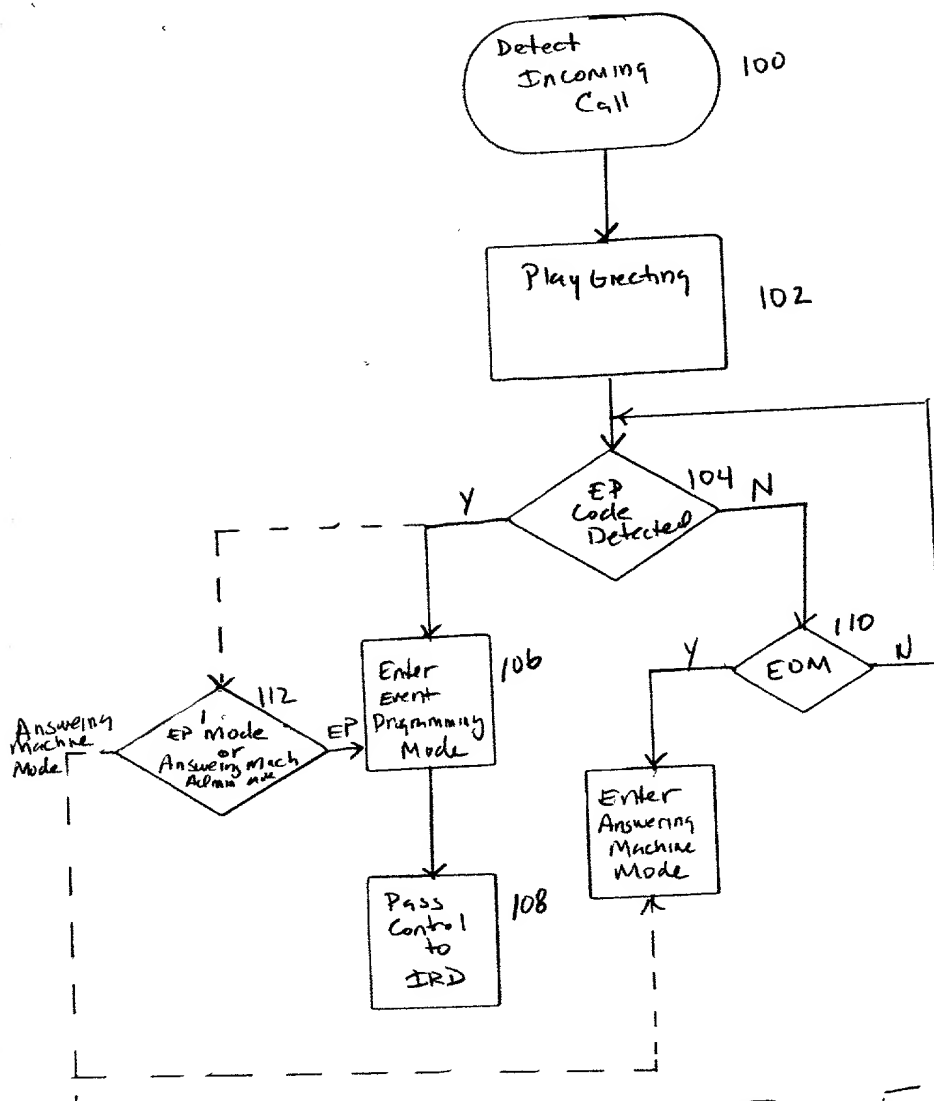 Detect
Incoming
Call
100
Play Greeting
102
EP
Code
Detected
104
Y
N
110
EOM
Y
N
Enter
Event
Programming
Mode
106
112
EP Mode
or
Answering Mach
Admin
EP
Answering
Machine
Mode
Enter
Answering
Machine
Mode
Pass
Control
to
IRD
108